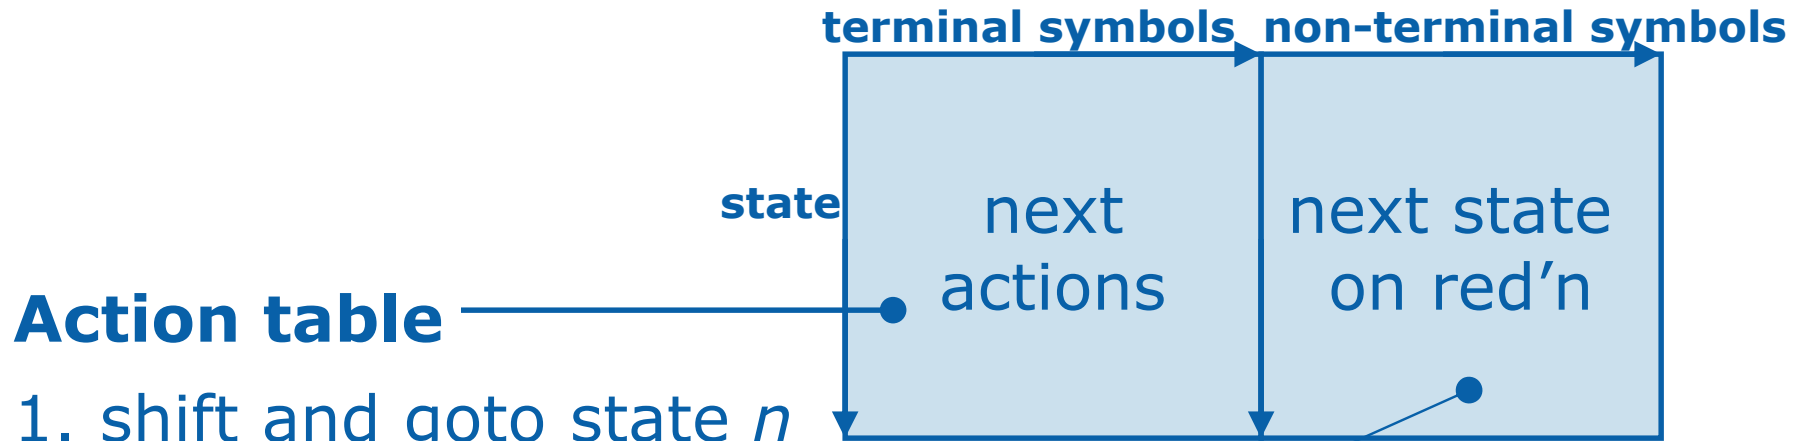 terminal symbols non-terminal symbols
state
next
actions
next state
on red’n
Action table
1. shift and goto state n